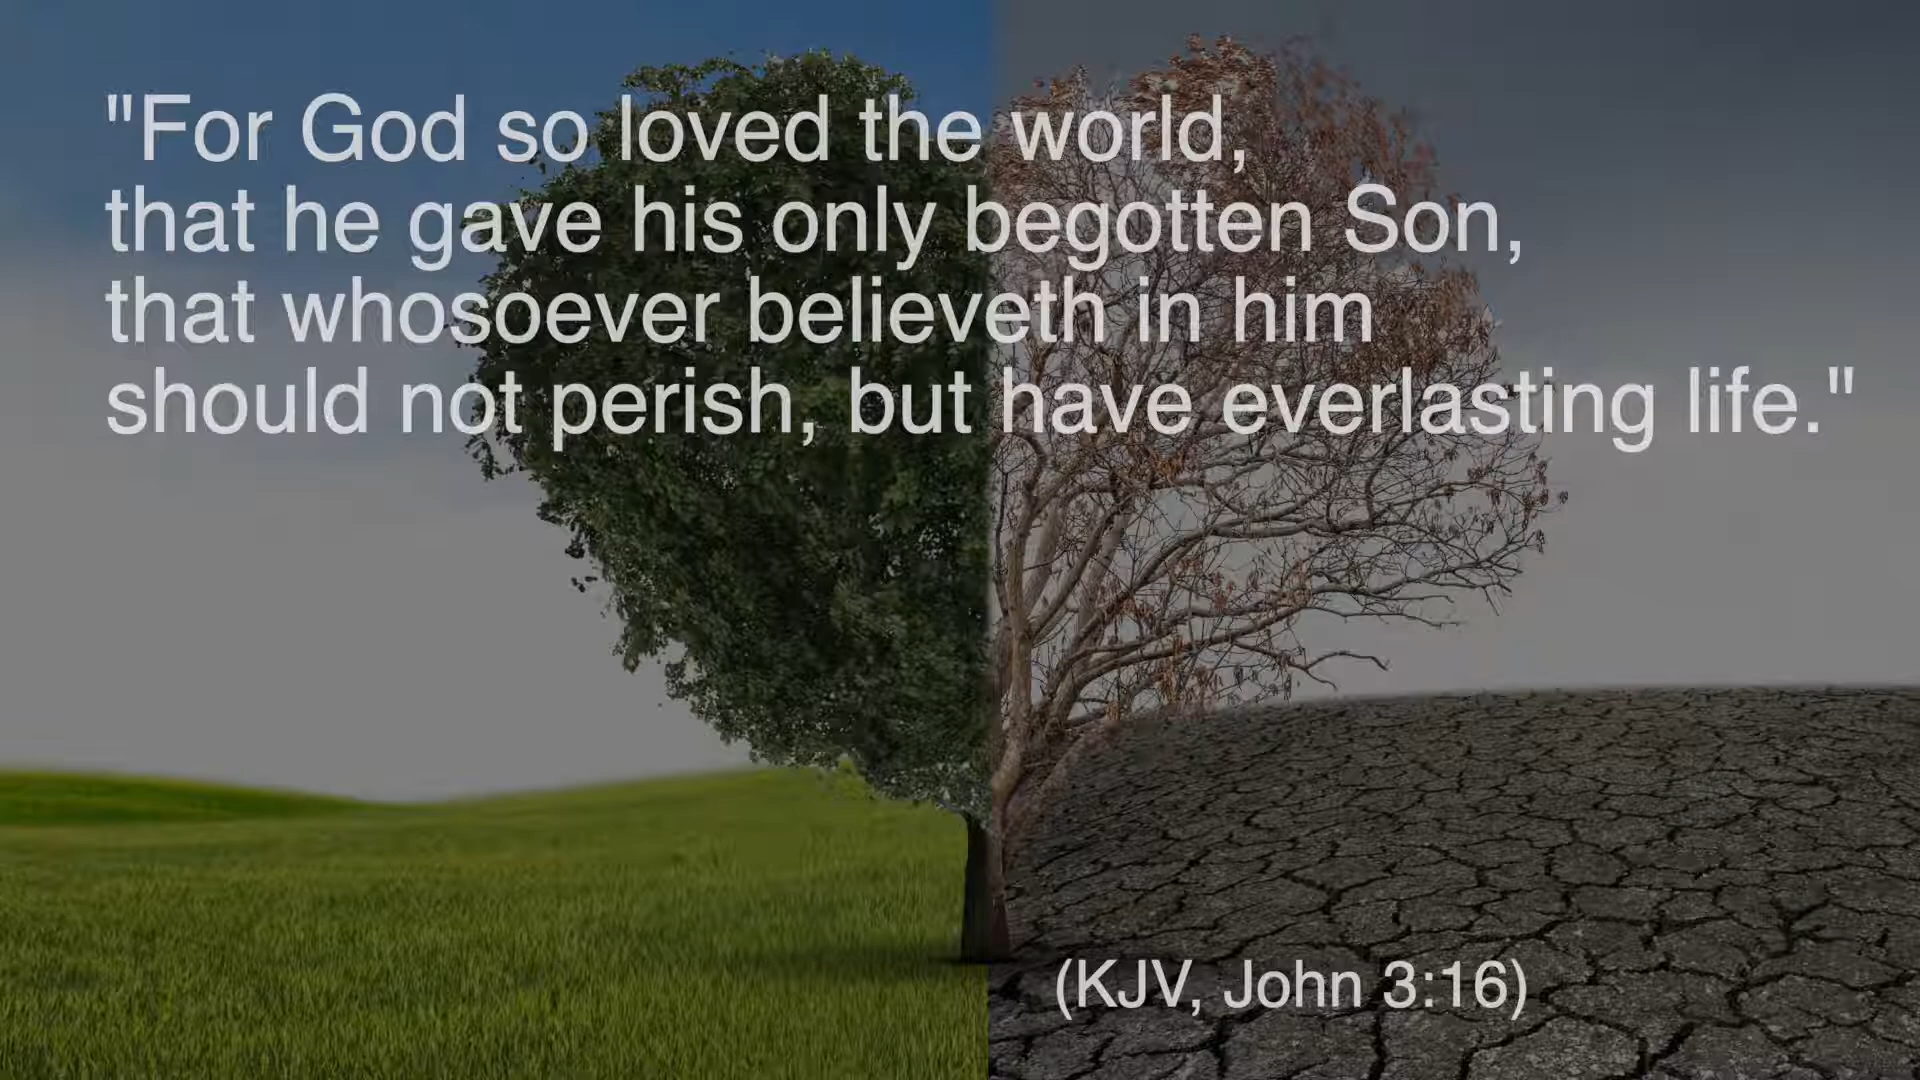 "For God so loved the world,
that he gave his only begotten Son,
that whosoever believeth in him
should not perish, but have everlasting life."
(KJV, John 3:16)